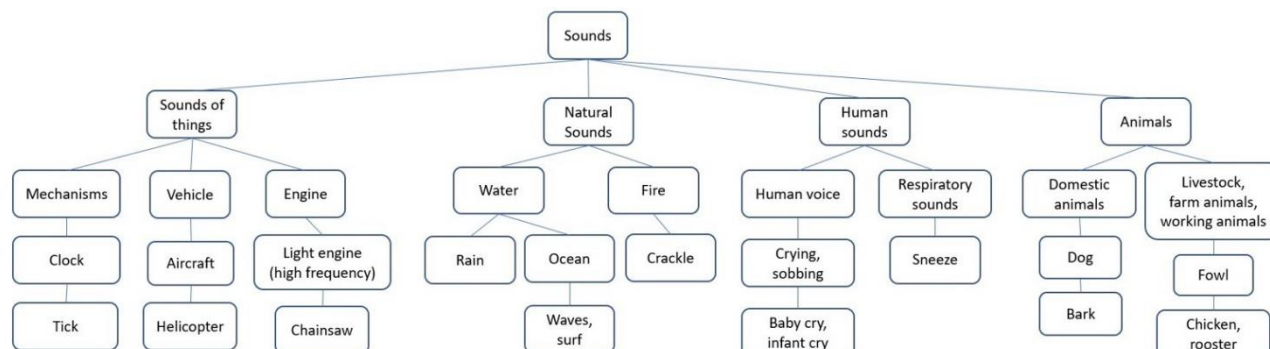 Sounds
Sounds of
things
Natural
Sounds
Human
sounds
Animals
Mechanisms
Vehicle
Engine
Water
Fire
Human voice
Respiratory
sounds
Domestic
animals
Livestock,
farm animals,
working animals
Clock
Aircraft
Light engine
(high frequency)
Rain
Ocean
Crackle
Crying,
sobbing
Sneeze
Dog
Fowl
Tick
Helicopter
Chainsaw
Waves,
surf
Baby cry,
infant cry
Bark
Chicken,
rooster